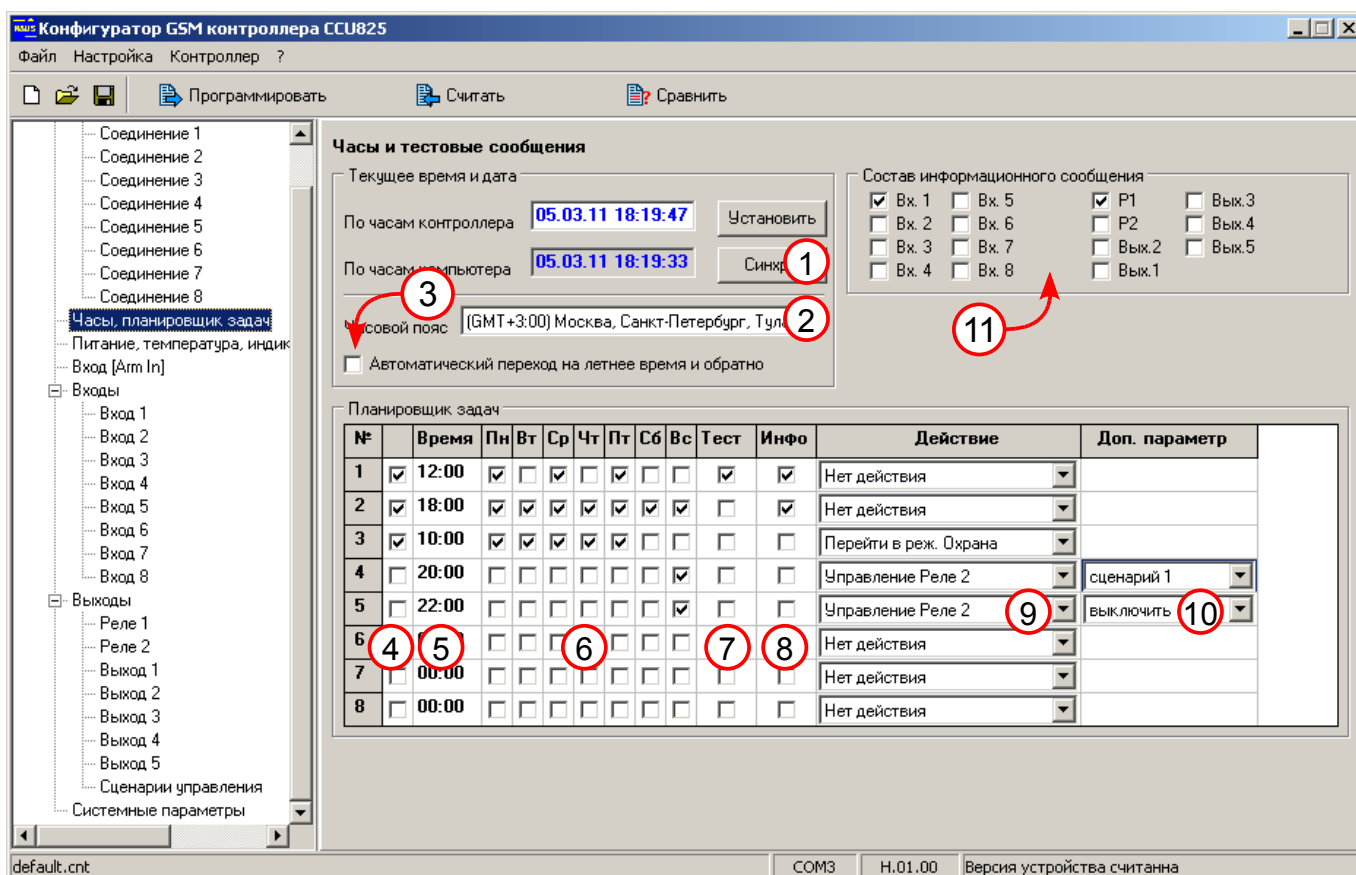 Конфигуратор GSM контроллера CCU825
Файл Настройка Контроллер ?
Программировать Считать Сравнить
Соединение 1
Соединение 2
Соединение 3
Соединение 4
Соединение 5
Соединение 6
Соединение 7
Соединение 8
Часы, планировщик задач
Питание, температура, индик
Вход [Arm In]
Входы
Вход 1
Вход 2
Вход 3
Вход 4
Вход 5
Вход 6
Вход 7
Вход 8
Выходы
Реле 1
Реле 2
Выход 1
Выход 2
Выход 3
Выход 4
Выход 5
Сценарии управления
Системные параметры
Часы и тестовые сообщения
Текущее время и дата
По часам контроллера 05.03.11 18:19:47 Установить
По часам компьютера 05.03.11 18:19:33 1
3
Часовой пояс (GMT+3:00) Москва, Санкт-Петербург, 2
Автоматический переход на летнее время и обратно
Состав информационного сообщения
Вх. 1 Вх. 5 Р1 Вых.3
Вх. 2 Вх. 6 Р2 Вых.4
Вх. 3 Вх. 7 Вых.2 Вых.5
Вх. 4 Вх. 8 Вых.1
11
Планировщик задач
№ Время Пн Вт Ср Чт Пт Сб Вс Тест Инфо Действие Доп. параметр
1 12:00 Нет действия
2 18:00 Нет действия
3 10:00 Перейти в реж. Охрана
4 20:00 Управление Реле 2 сценарий 1
5 22:00 Управление Реле 2 9 выключить 10
6 4 5 6 7 8 Нет действия
7 00:00 Нет действия
8 00:00 Нет действия
default.cnt COM3 H.01.00 Версия устройства считанна